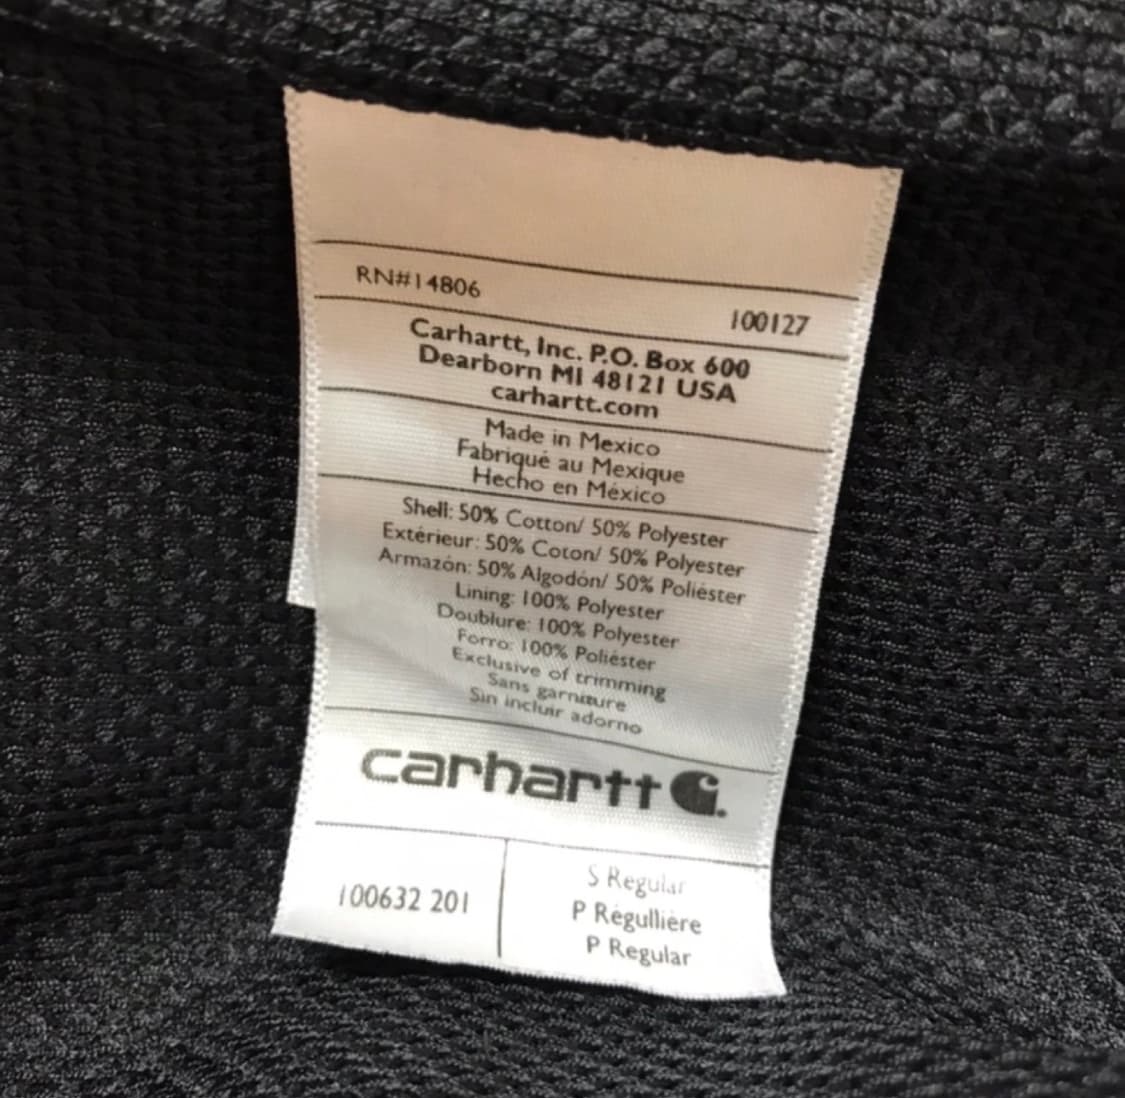 RN#14806
100127
Carhartt, Inc. P.O. Box 600
Dearborn MI 48121 USA
carhartt.com
Made in Mexico
Fabriqué au Mexique
Hecho en México
Shell: 50% Cotton/ 50% Polyester
Extérieur: 50% Coton/ 50% Polyester
Armazón: 50% Algodón/ 50% Poliéster
Lining: 100% Polyester
Doublure: 100% Polyester
Forro: 100% Poliéster
Exclusive of trimming
Sans garniture
Sin incluir adorno
carhartt
100632 201
S Regular
P Régullière
P Regular